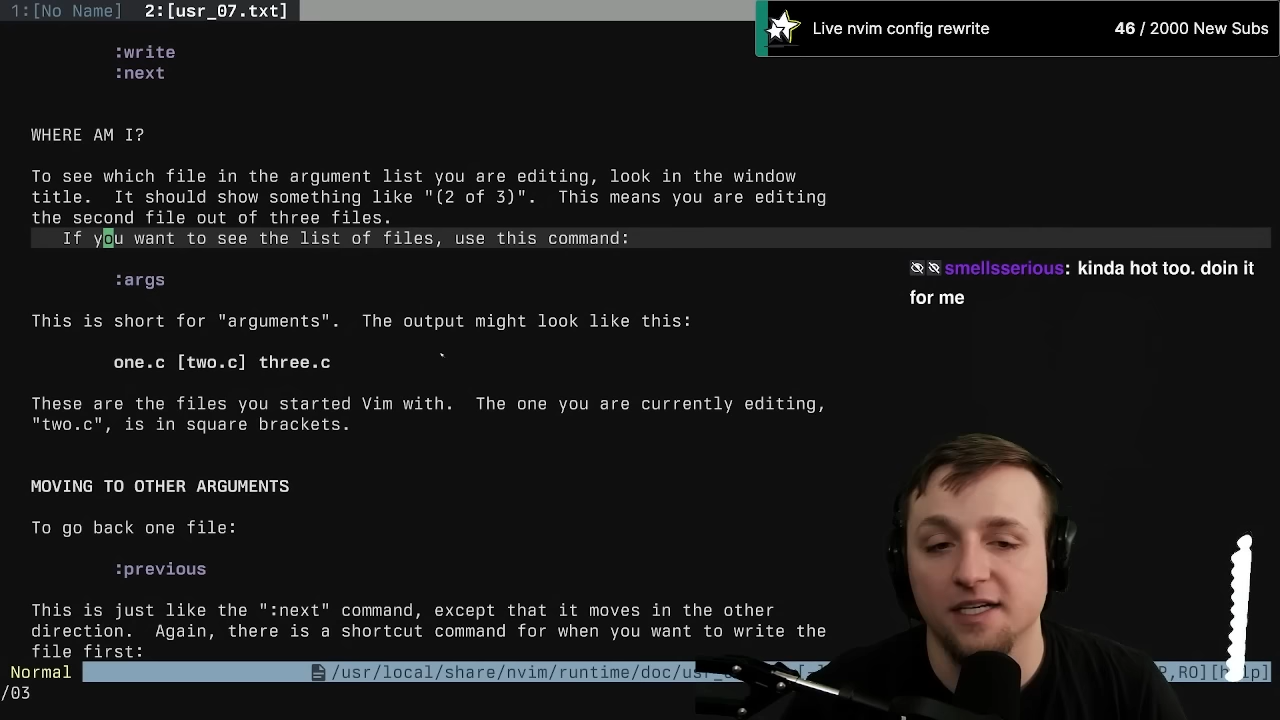 1:[No Name]  2:[usr_07.txt]
Live nvim config rewrite 46 / 2000 New Subs
:write
:next
WHERE AM I?
To see which file in the argument list you are editing, look in the window
title.  It should show something like "(2 of 3)".  This means you are editing
the second file out of three files.
If you want to see the list of files, use this command:
smellsserious: kinda hot too. doin it
for me
:args
This is short for "arguments".  The output might look like this:
one.c [two.c] three.c
These are the files you started Vim with.  The one you are currently editing,
"two.c", is in square brackets.
MOVING TO OTHER ARGUMENTS
To go back one file:
:previous
This is just like the ":next" command, except that it moves in the other
direction.  Again, there is a shortcut command for when you want to write the
file first:
Normal /usr/local/share/nvim/runtime/doc/
/03